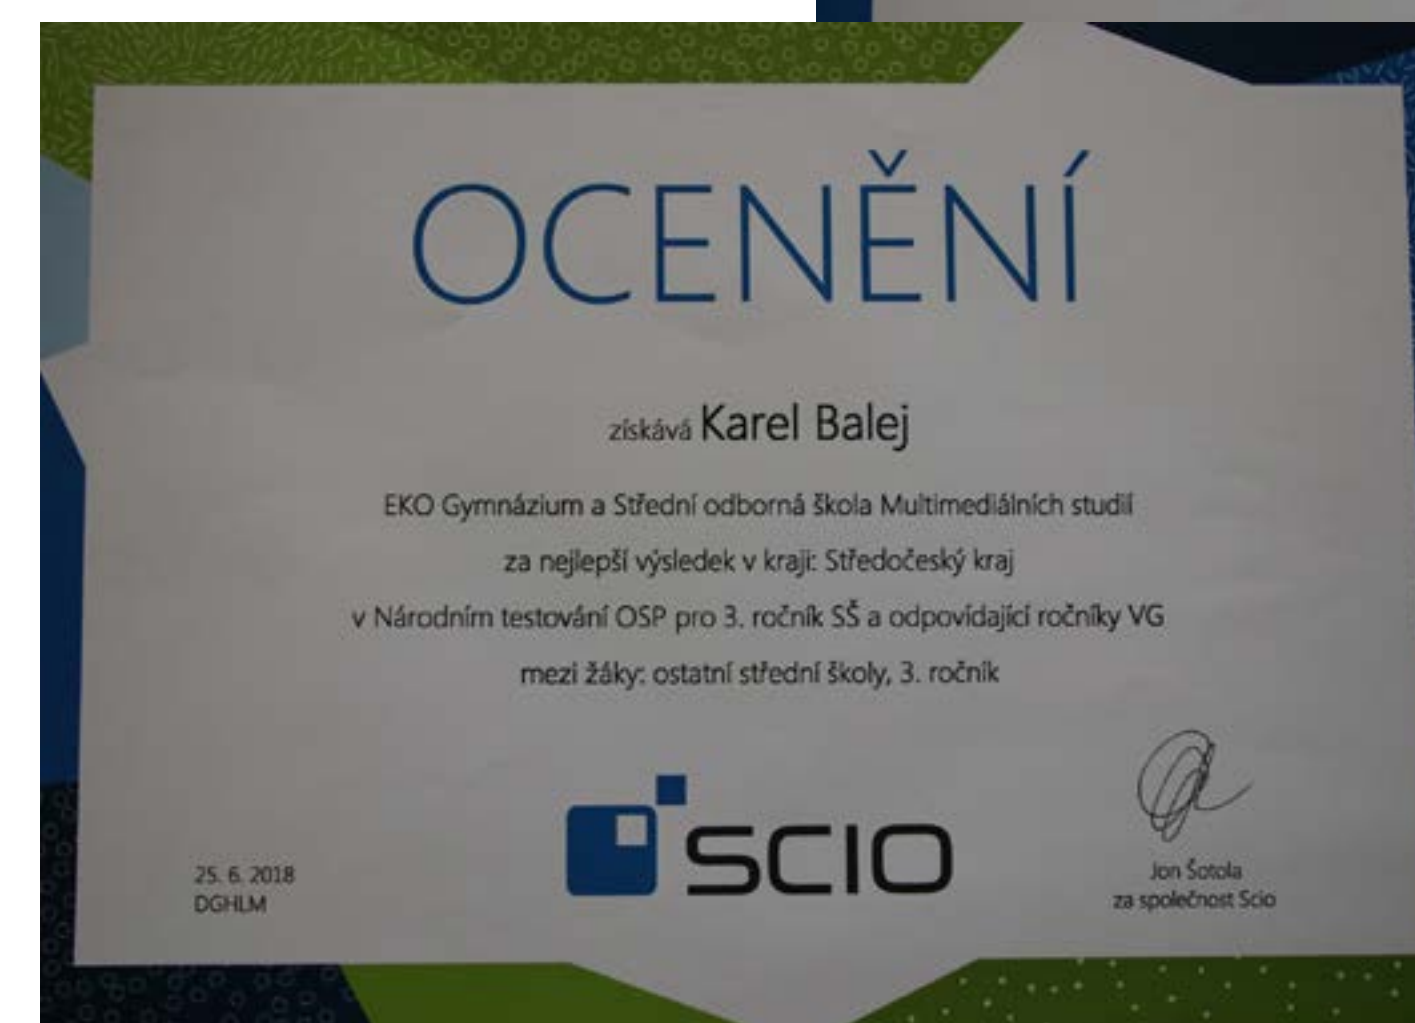 OCENĚNÍ
získává Karel Balej
EKO Gymnázium a Střední odborná škola Multimediálních studií
za nejlepší výsledek v kraji: Středočeský kraj
v Národním testování OSP pro 3. ročník SŠ a odpovídající ročníky VG
mezi žáky: ostatní střední školy, 3. ročník
SCIO
25. 6. 2018
DGHLM
Jon Šotola
za společnost Scio